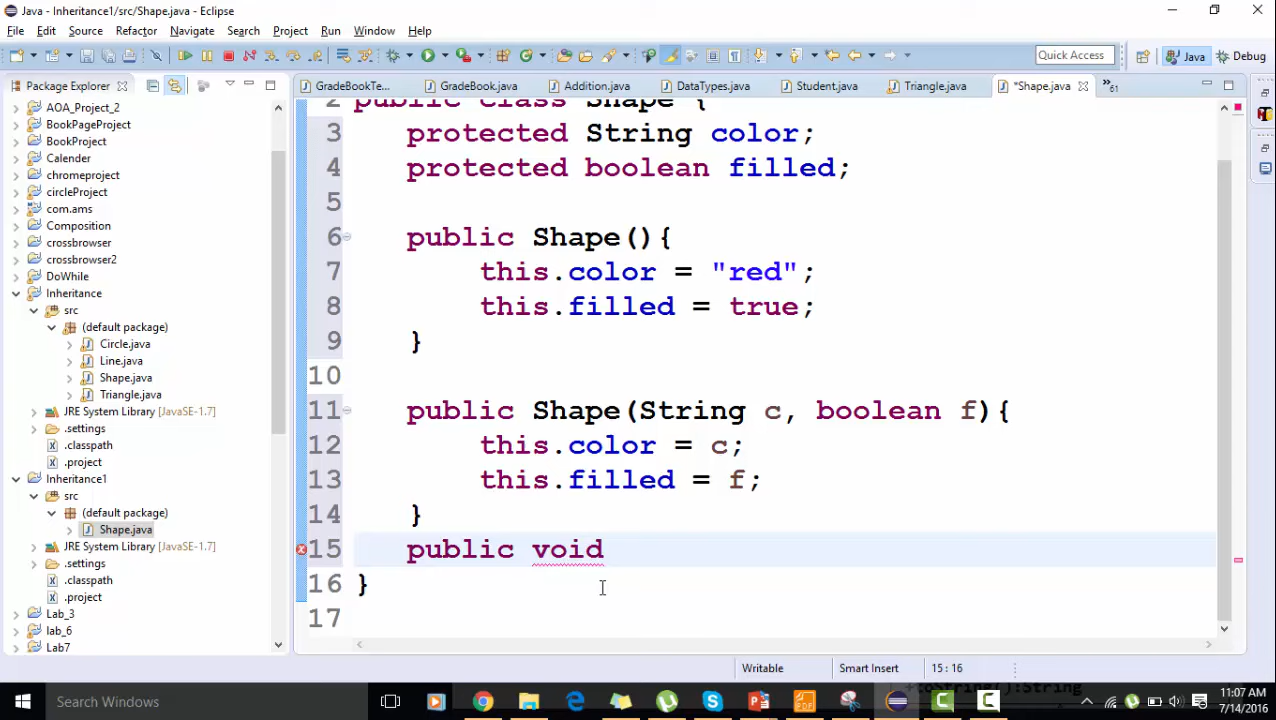 Java - Inheritance1/src/Shape.java - Eclipse
File Edit Source Refactor Navigate Search Project Run Window Help
Quick Access Java Debug
Package Explorer GradeBookTe... GradeBook.java Addition.java DataTypes.java Student.java Triangle.java *Shape.java »61
AOA_Project_2
BookPageProject
BookProject
Calender
chromeproject
circleProject
com.ams
Composition
crossbrowser
crossbrowser2
DoWhile
Inheritance
src
(default package)
Circle.java
Line.java
Shape.java
Triangle.java
JRE System Library [JavaSE-1.7]
.settings
.classpath
.project
Inheritance1
src
(default package)
Shape.java
JRE System Library [JavaSE-1.7]
.settings
.classpath
.project
Lab_3
lab_6
Lab7
2 public class Shape {
3 protected String color;
4 protected boolean filled;
5
6 public Shape(){
7 this.color = "red";
8 this.filled = true;
9 }
10
11 public Shape(String c, boolean f){
12 this.color = c;
13 this.filled = f;
14 }
15 public void
16 }
17
Writable Smart Insert 15 : 16
Search Windows
toString():String
11:07 AM
7/14/2016